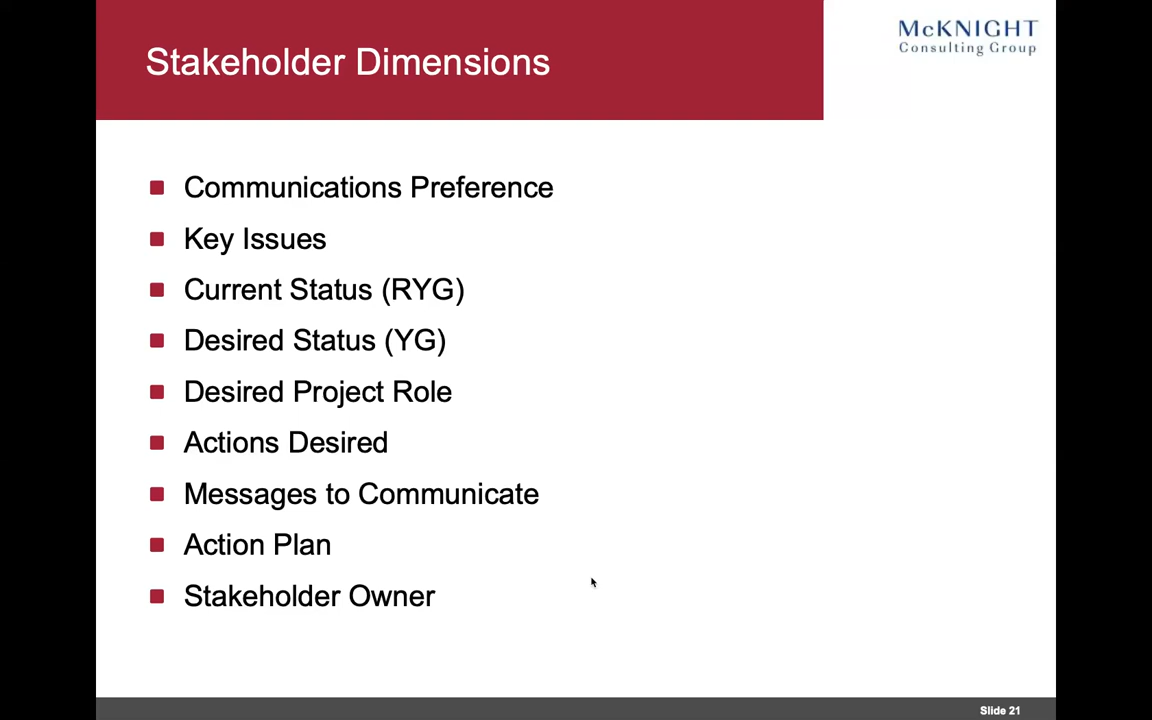 Stakeholder Dimensions
McKNIGHT
Consulting Group
Communications Preference
Key Issues
Current Status (RYG)
Desired Status (YG)
Desired Project Role
Actions Desired
Messages to Communicate
Action Plan
Stakeholder Owner
Slide 21